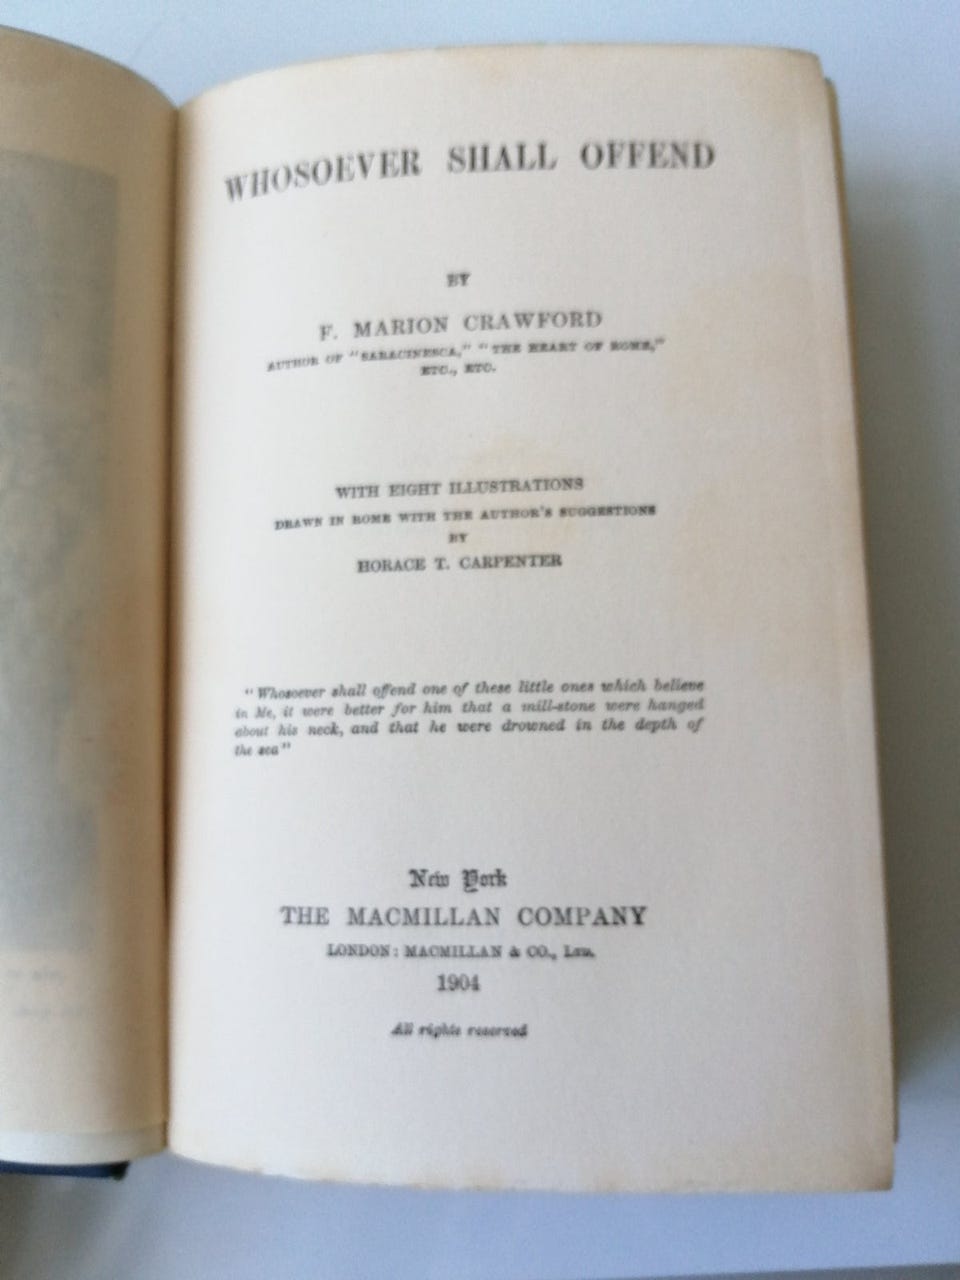 WHOSOEVER SHALL OFFEND
BY
F. MARION CRAWFORD
AUTHOR OF "SARACINESCA," "THE HEART OF ROME,"
ETC., ETC.
WITH EIGHT ILLUSTRATIONS
DRAWN IN ROME WITH THE AUTHOR'S SUGGESTIONS
BY
HORACE T. CARPENTER
"Whosoever shall offend one of these little ones which believe
in Me, it were better for him that a mill-stone were hanged
about his neck, and that he were drowned in the depth of
the sea"
New York
THE MACMILLAN COMPANY
LONDON: MACMILLAN & CO., LTD.
1904
All rights reserved